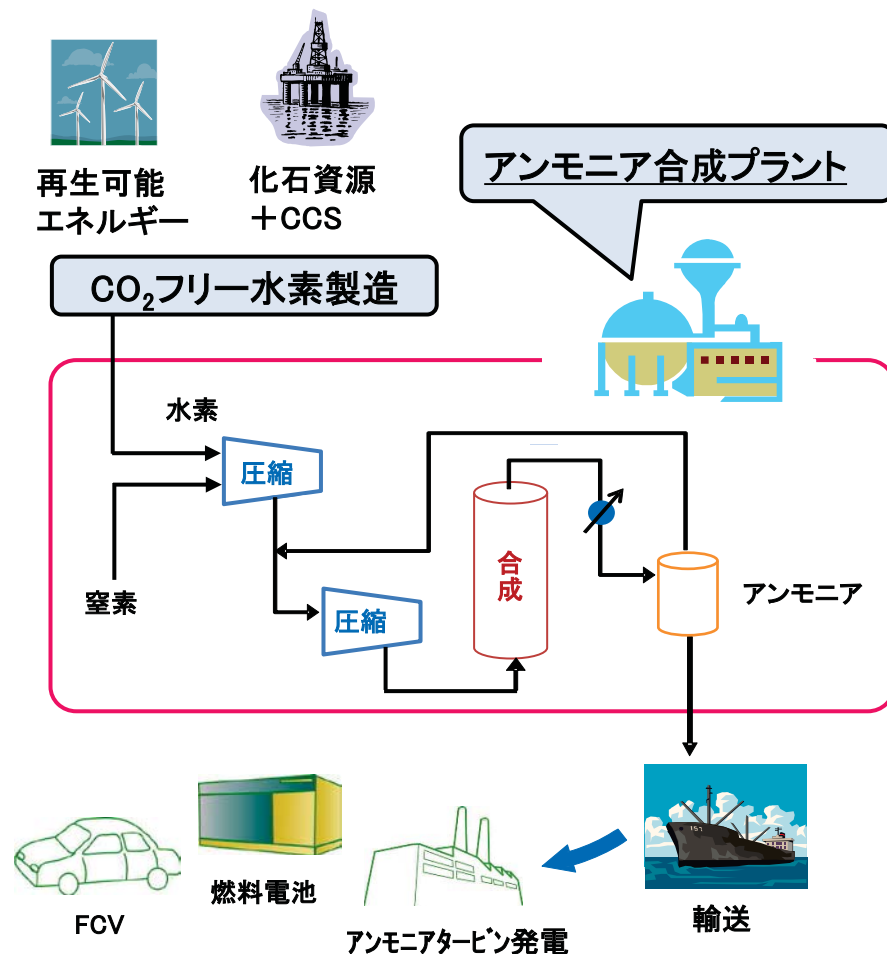 再生可能
エネルギー
化石資源
＋CCS
アンモニア合成プラント
CO₂フリー水素製造
水素
圧縮
窒素
圧縮
合成
アンモニア
157
FCV
燃料電池
アンモニアタービン発電
輸送